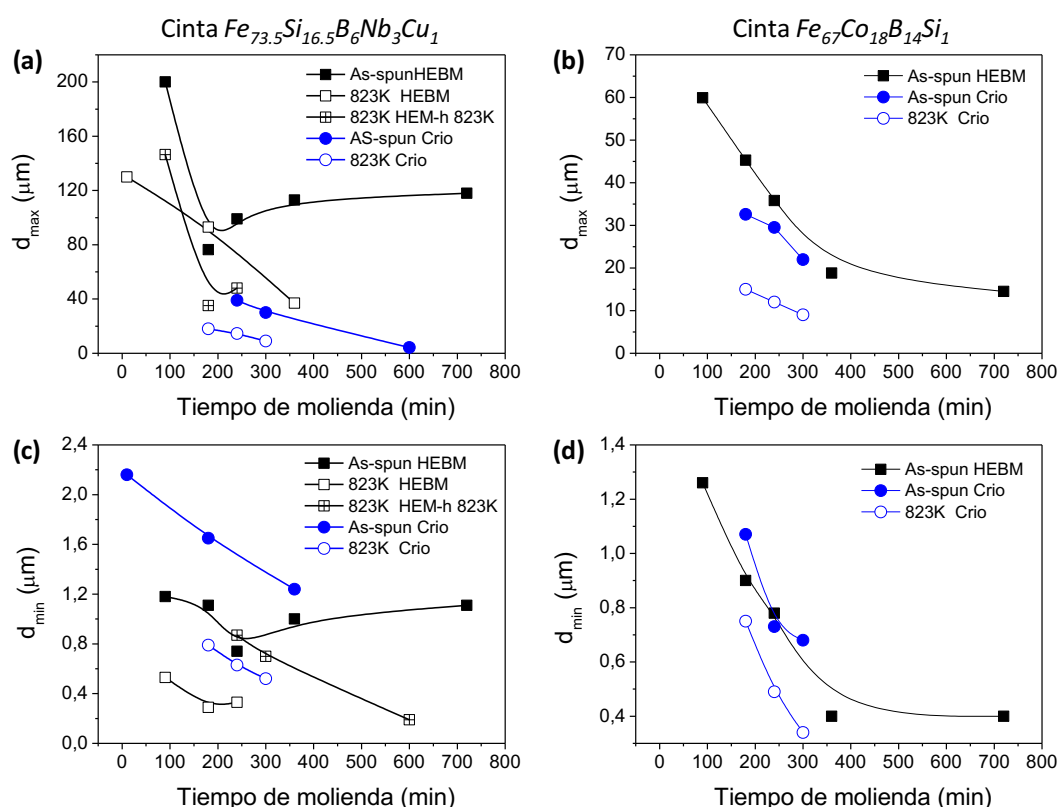 Cinta Fe73.5Si16.5B6Nb3Cu1
Cinta Fe67Co18B14Si1
(a)
As-spunHEBM
823K HEBM
823K HEM-h 823K
AS-spun Crio
823K Crio
200
160
120
80
40
0
dmax (μm)
0 100 200 300 400 500 600 700 800
Tiempo de molienda (min)
(b)
As-spun HEBM
As-spun Crio
823K Crio
70
60
50
40
30
20
10
0
dmax (μm)
0 100 200 300 400 500 600 700 800
Tiempo de molienda (min)
(c)
As-spun HEBM
823K HEBM
823K HEM-h 823K
As-spun Crio
823K Crio
2,4
2,0
1,6
1,2
0,8
0,4
0,0
dmin (μm)
0 100 200 300 400 500 600 700 800
Tiempo de molienda (min)
(d)
As-spun HEBM
As-spun Crio
823K Crio
1,4
1,2
1,0
0,8
0,6
0,4
dmin (μm)
0 100 200 300 400 500 600 700 800
Tiempo de molienda (min)